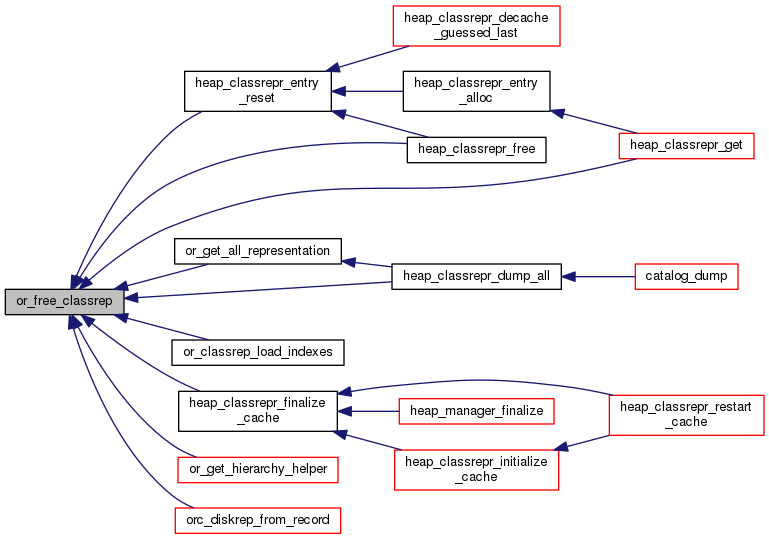 heap_classrepr_decache
_guessed_last
heap_classrepr_entry
_reset
heap_classrepr_entry
_alloc
heap_classrepr_free
heap_classrepr_get
or_get_all_representation
heap_classrepr_dump_all
catalog_dump
or_free_classrep
or_classrep_load_indexes
heap_classrepr_finalize
_cache
heap_manager_finalize
heap_classrepr_restart
_cache
heap_classrepr_initialize
_cache
or_get_hierarchy_helper
orc_diskrep_from_record